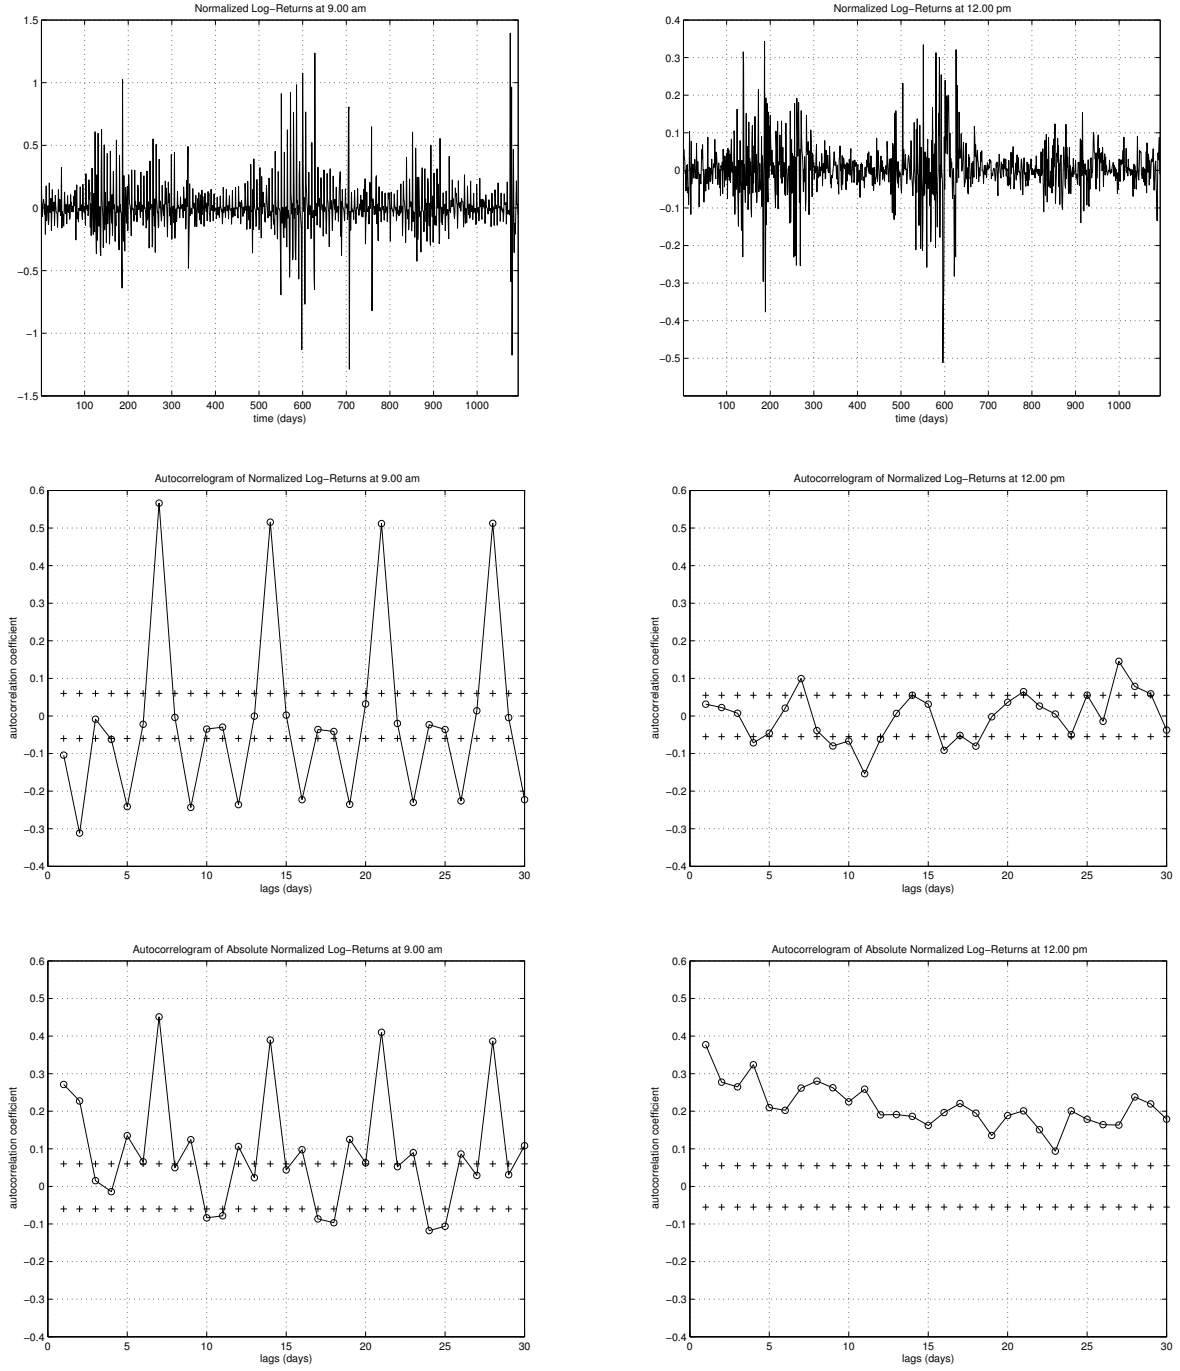 Normalized Log−Returns at 9.00 am
1.5
1
0.5
0
−0.5
−1
−1.5
100 200 300 400 500 600 700 800 900 1000
time (days)
Normalized Log−Returns at 12.00 pm
0.4
0.3
0.2
0.1
0
−0.1
−0.2
−0.3
−0.4
−0.5
100 200 300 400 500 600 700 800 900 1000
time (days)
Autocorrelogram of Normalized Log−Returns at 9.00 am
autocorrelation coefficient
0.6
0.5
0.4
0.3
0.2
0.1
0
−0.1
−0.2
−0.3
−0.4
0 5 10 15 20 25 30
lags (days)
Autocorrelogram of Normalized Log−Returns at 12.00 pm
autocorrelation coefficient
0.6
0.5
0.4
0.3
0.2
0.1
0
−0.1
−0.2
−0.3
−0.4
0 5 10 15 20 25 30
lags (days)
Autocorrelogram of Absolute Normalized Log−Returns at 9.00 am
autocorrelation coefficient
0.6
0.5
0.4
0.3
0.2
0.1
0
−0.1
−0.2
−0.3
−0.4
0 5 10 15 20 25 30
lags (days)
Autocorrelogram of Absolute Normalized Log−Returns at 12.00 pm
autocorrelation coefficient
0.6
0.5
0.4
0.3
0.2
0.1
0
−0.1
−0.2
−0.3
−0.4
0 5 10 15 20 25 30
lags (days)